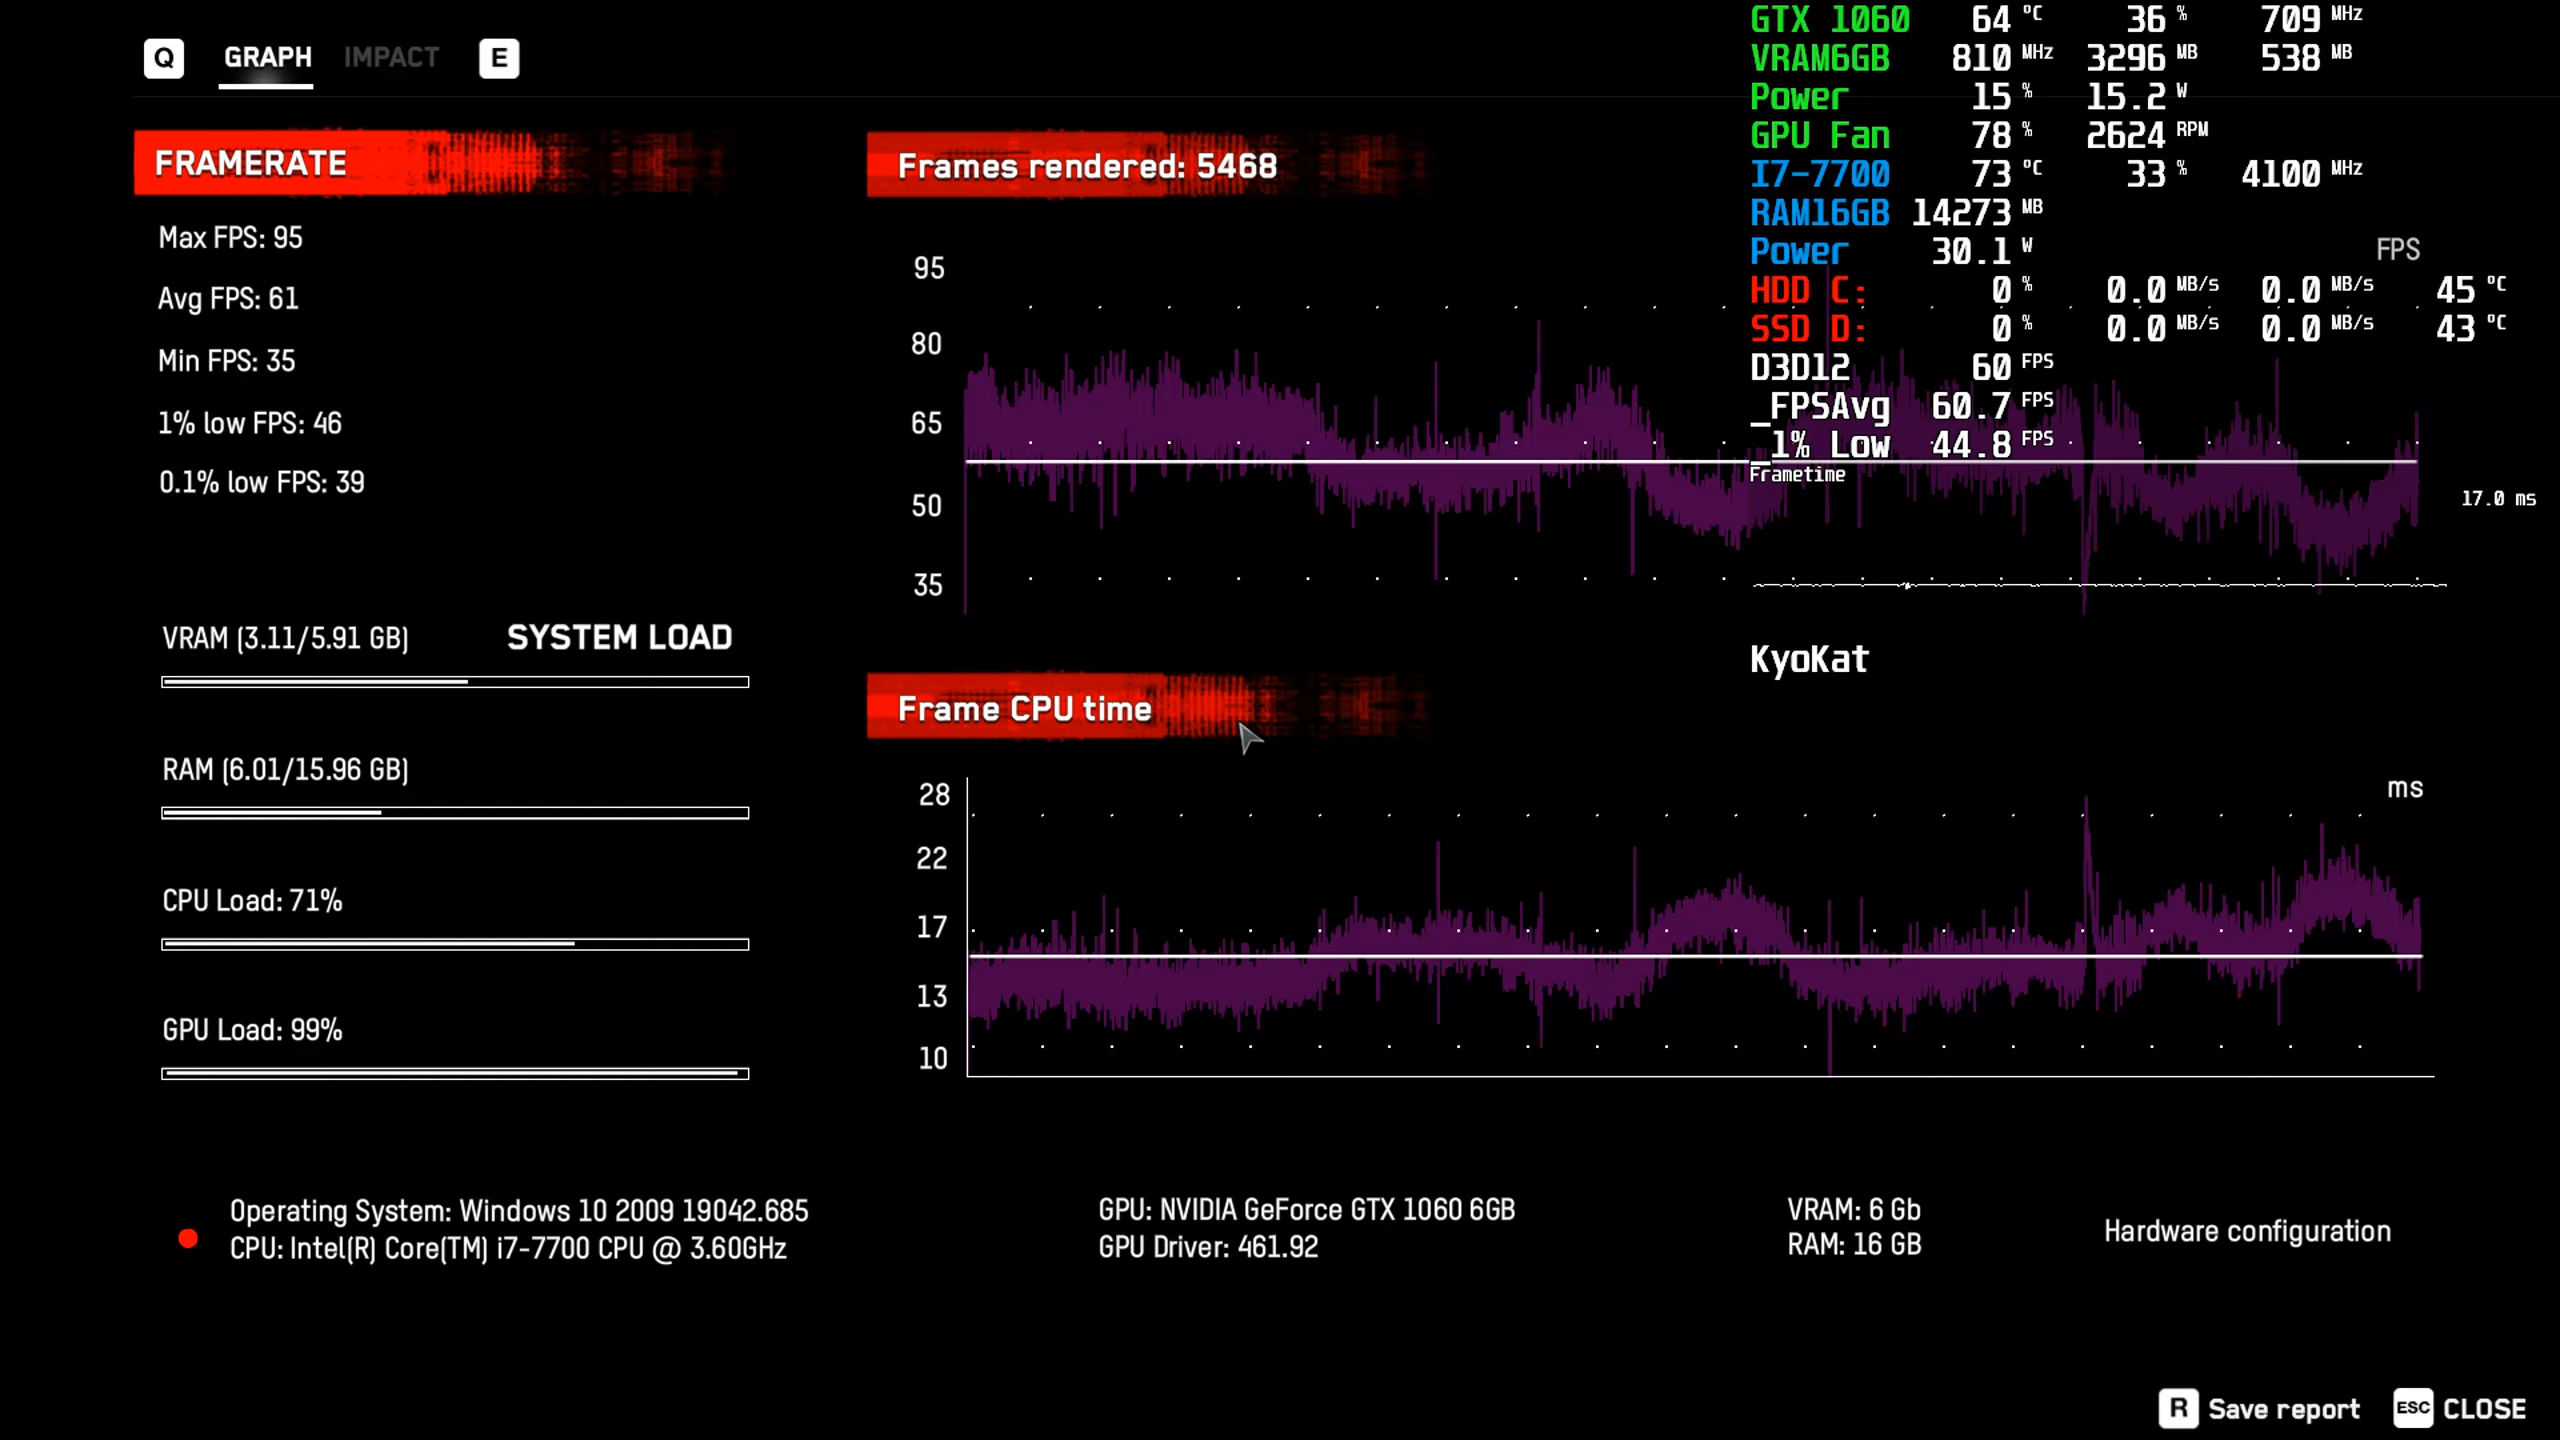 Q GRAPH IMPACT E
FRAMERATE
Max FPS: 95
Avg FPS: 61
Min FPS: 35
1% low FPS: 46
0.1% low FPS: 39
VRAM (3.11/5.91 GB) SYSTEM LOAD
RAM (6.01/15.96 GB)
CPU Load: 71%
GPU Load: 99%
Frames rendered: 5468
FPS
95
80
65
50
35
Frame CPU time
ms
28
22
17
13
10
GTX 1060 64 °C 36 % 709 MHz
VRAM6GB 810 MHz 3296 MB 538 MB
Power 15 % 15.2 W
GPU Fan 78 % 2624 RPM
I7-7700 73 °C 33 % 4100 MHz
RAM16GB 14273 MB
Power 30.1 W
HDD C: 0 % 0.0 MB/s 0.0 MB/s 45 °C
SSD D: 0 % 0.0 MB/s 0.0 MB/s 43 °C
D3D12 60 FPS
_FPSAvg 60.7 FPS
_1% Low 44.8 FPS
Frametime
17.0 ms
KyoKat
Operating System: Windows 10 2009 19042.685
CPU: Intel(R) Core(TM) i7-7700 CPU @ 3.60GHz
GPU: NVIDIA GeForce GTX 1060 6GB
GPU Driver: 461.92
VRAM: 6 Gb
RAM: 16 GB
Hardware configuration
R Save report ESC CLOSE